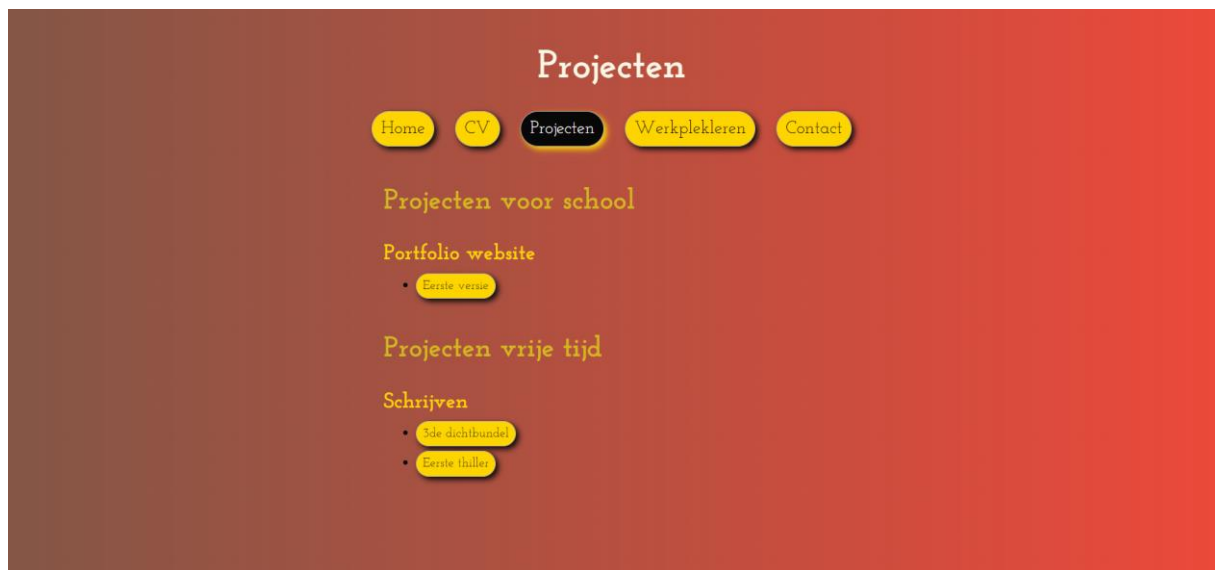 Projecten
Home CV Projecten Werkplekleren Contact
Projecten voor school
Portfolio website
Eerste versie
Projecten vrije tijd
Schrijven
3de dichtbundel
Eerste thiller